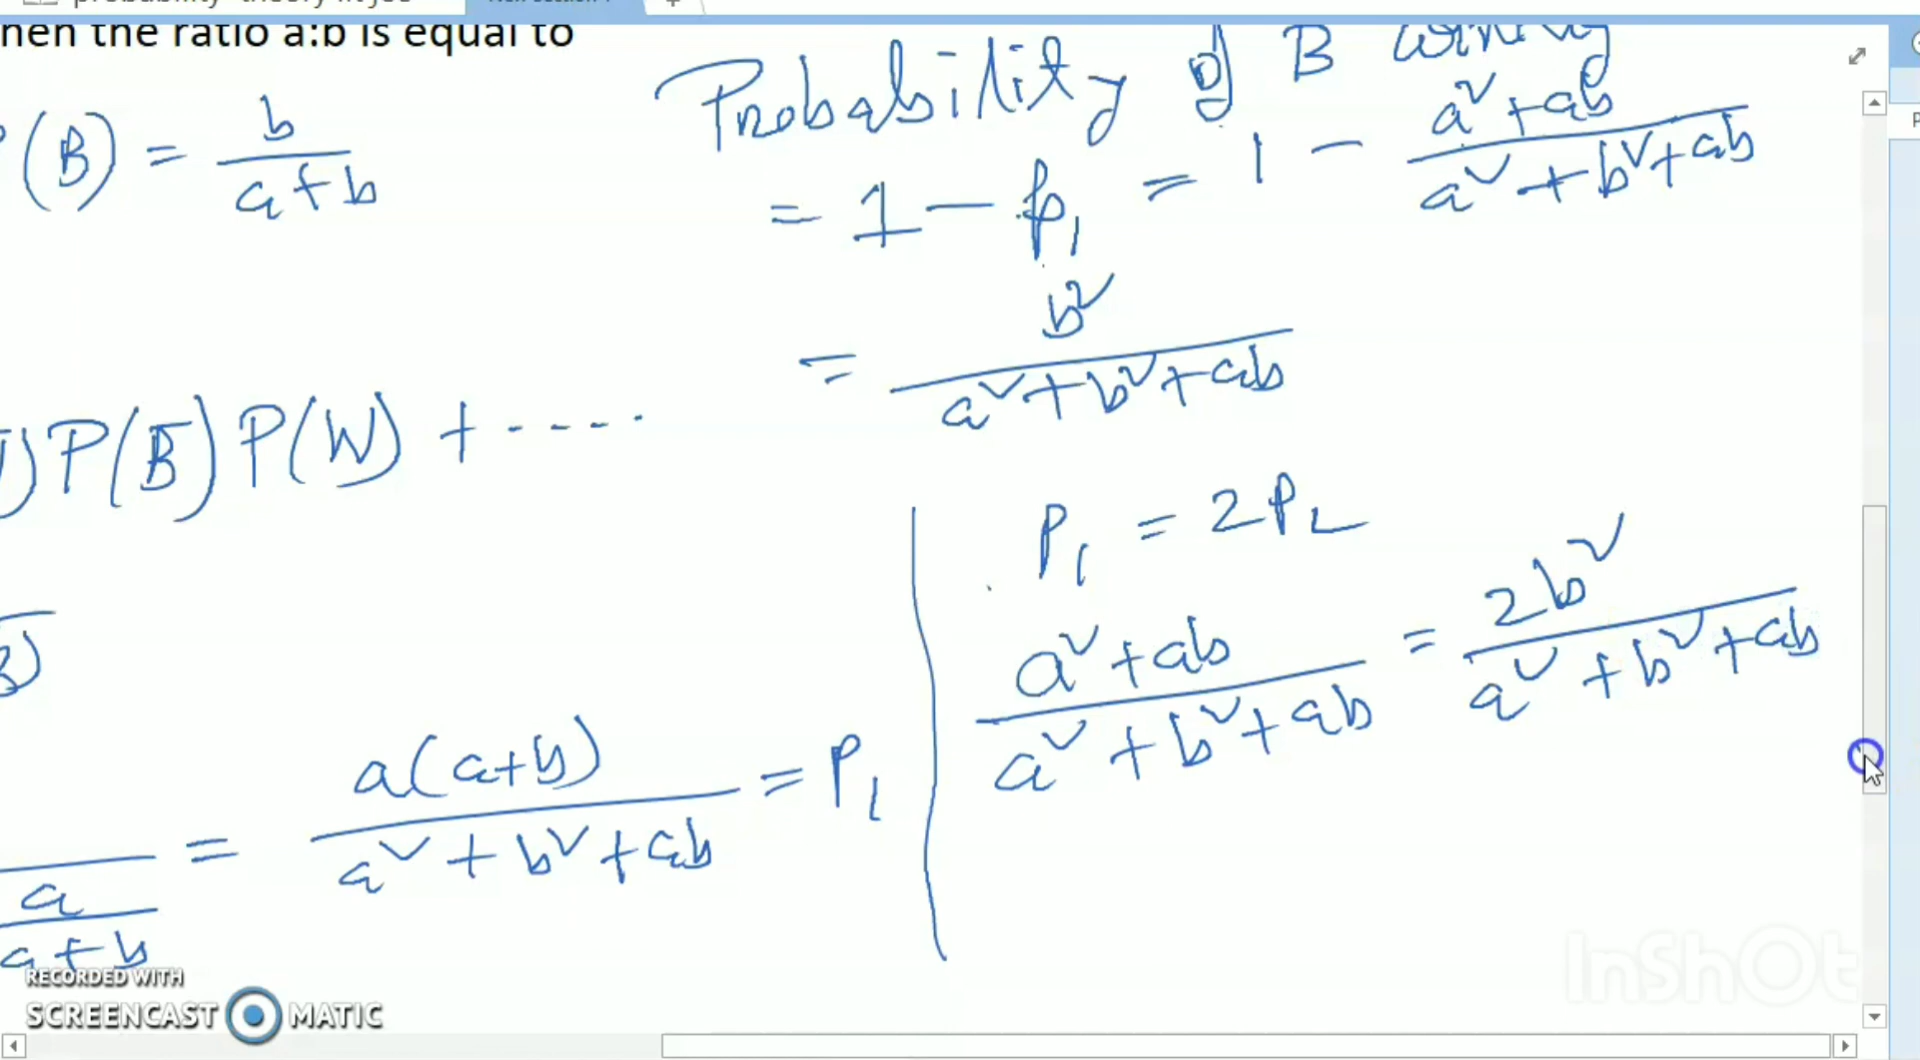 hen the ratio a:b is equal to
Probability of B wining
(B) = b/(a+b)
= 1 - p₁ = 1 - (a²+ab)/(a²+b²+ab)
= b²/(a²+b²+ab)
P(B̅)P(W) + ----
P₁ = 2P₂
(a²+ab)/(a²+b²+ab) = 2b²/(a²+b²+ab)
a/(a+b)
= a(a+b)/(a²+b²+ab) = P₁
RECORDED WITH
SCREENCAST MATIC
InShOt